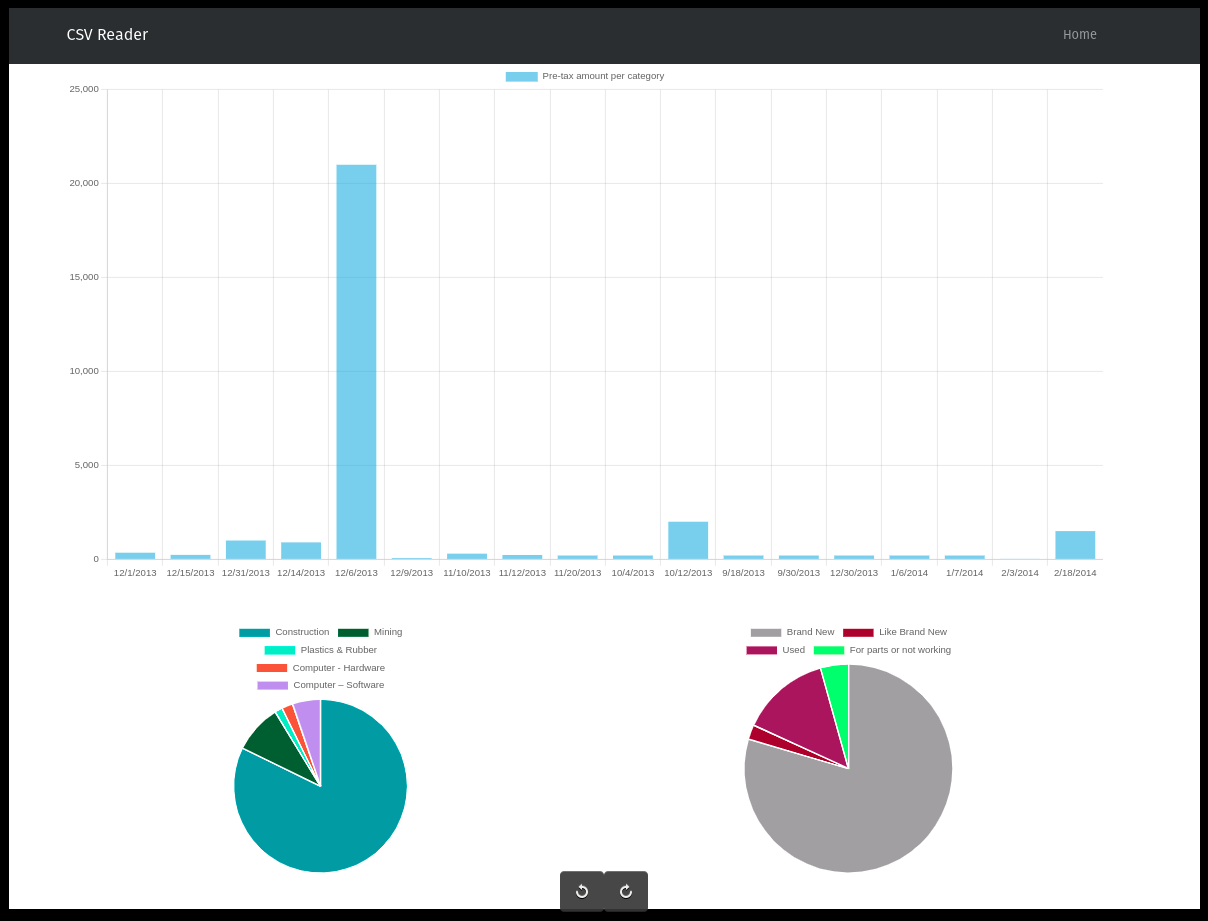 CSV Reader Home
Pre-tax amount per category
25,000
20,000
15,000
10,000
5,000
0
12/1/2013 12/15/2013 12/31/2013 12/14/2013 12/6/2013 12/9/2013 11/10/2013 11/12/2013 11/20/2013 10/4/2013 10/12/2013 9/18/2013 9/30/2013 12/30/2013 1/6/2014 1/7/2014 2/3/2014 2/18/2014
Construction Mining
Plastics & Rubber
Computer - Hardware
Computer – Software
Brand New Like Brand New
Used For parts or not working